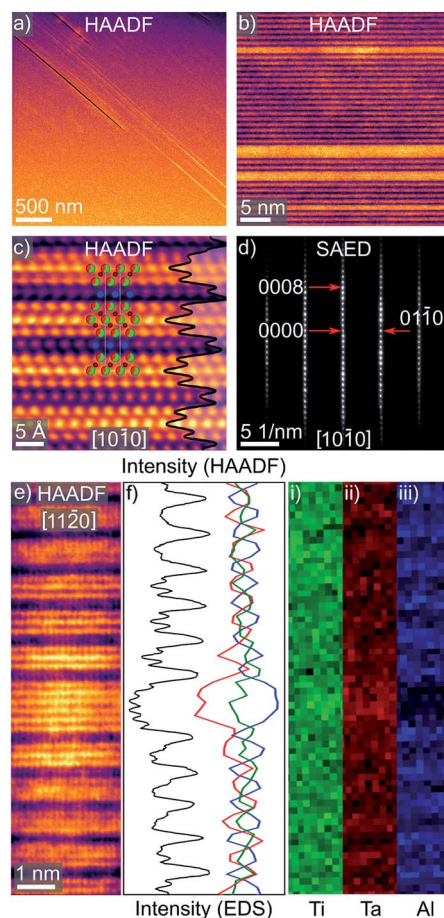 a) HAADF
500 nm
b) HAADF
5 nm
c) HAADF
5 Å
[101̄0]
d) SAED
0008
0000
011̄0
5 1/nm
[101̄0]
Intensity (HAADF)
e) HAADF
[112̄0]
1 nm
f)
i)
ii)
iii)
Intensity (EDS)
Ti
Ta
Al